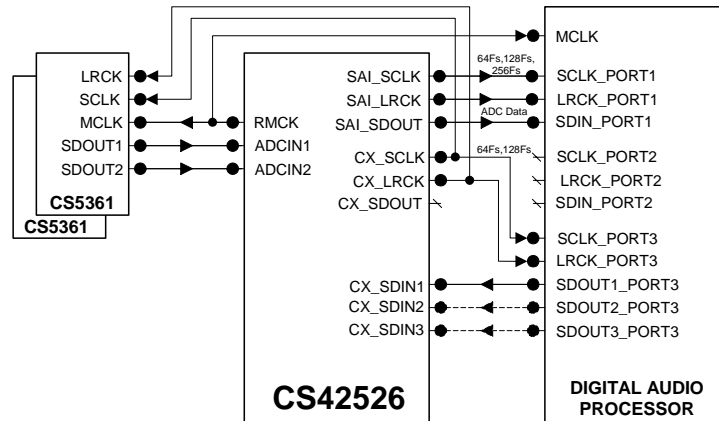 LRCK
SCLK
MCLK
SDOUT1
SDOUT2
CS5361
CS5361
RMCK
ADCIN1
ADCIN2
SAI_SCLK
SAI_LRCK
SAI_SDOUT
CX_SCLK
CX_LRCK
CX_SDOUT
CX_SDIN1
CX_SDIN2
CX_SDIN3
CS42526
64Fs,128Fs,
256Fs
ADC Data
64Fs,128Fs
MCLK
SCLK_PORT1
LRCK_PORT1
SDIN_PORT1
SCLK_PORT2
LRCK_PORT2
SDIN_PORT2
SCLK_PORT3
LRCK_PORT3
SDOUT1_PORT3
SDOUT2_PORT3
SDOUT3_PORT3
DIGITAL AUDIO
PROCESSOR